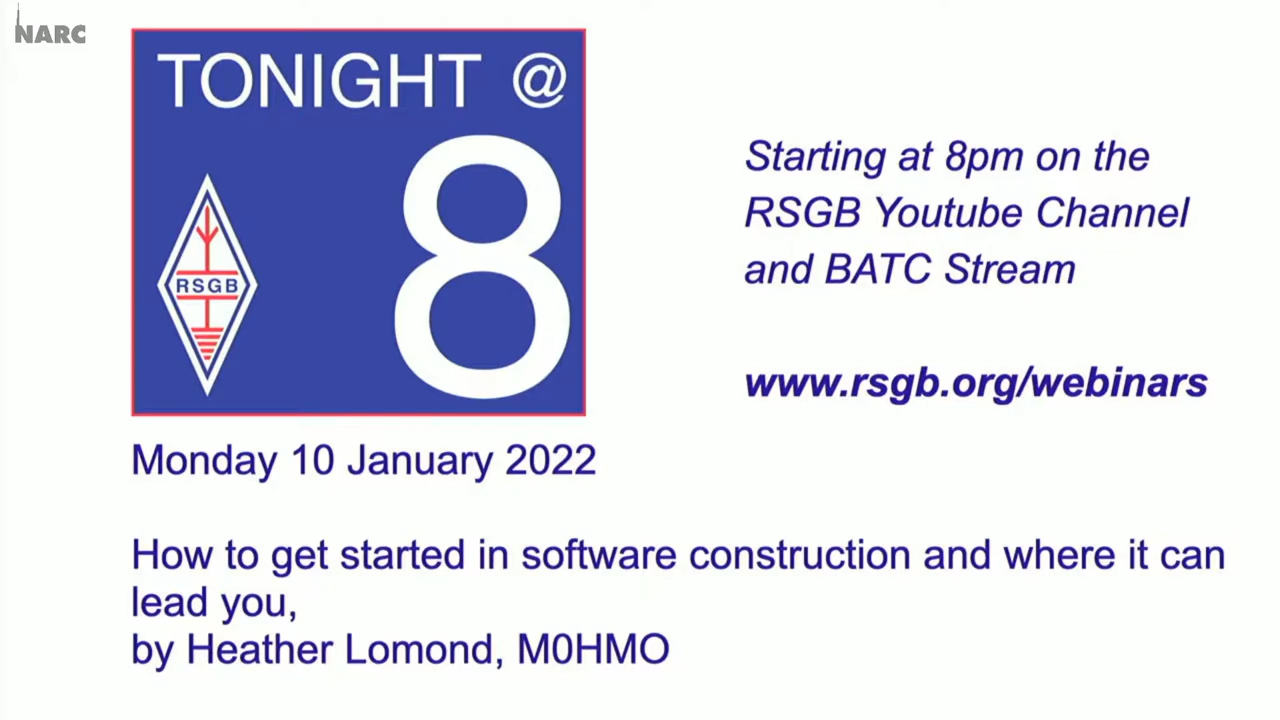 NARC
TONIGHT @
8
RSGB
Starting at 8pm on the
RSGB Youtube Channel
and BATC Stream
www.rsgb.org/webinars
Monday 10 January 2022
How to get started in software construction and where it can
lead you,
by Heather Lomond, M0HMO